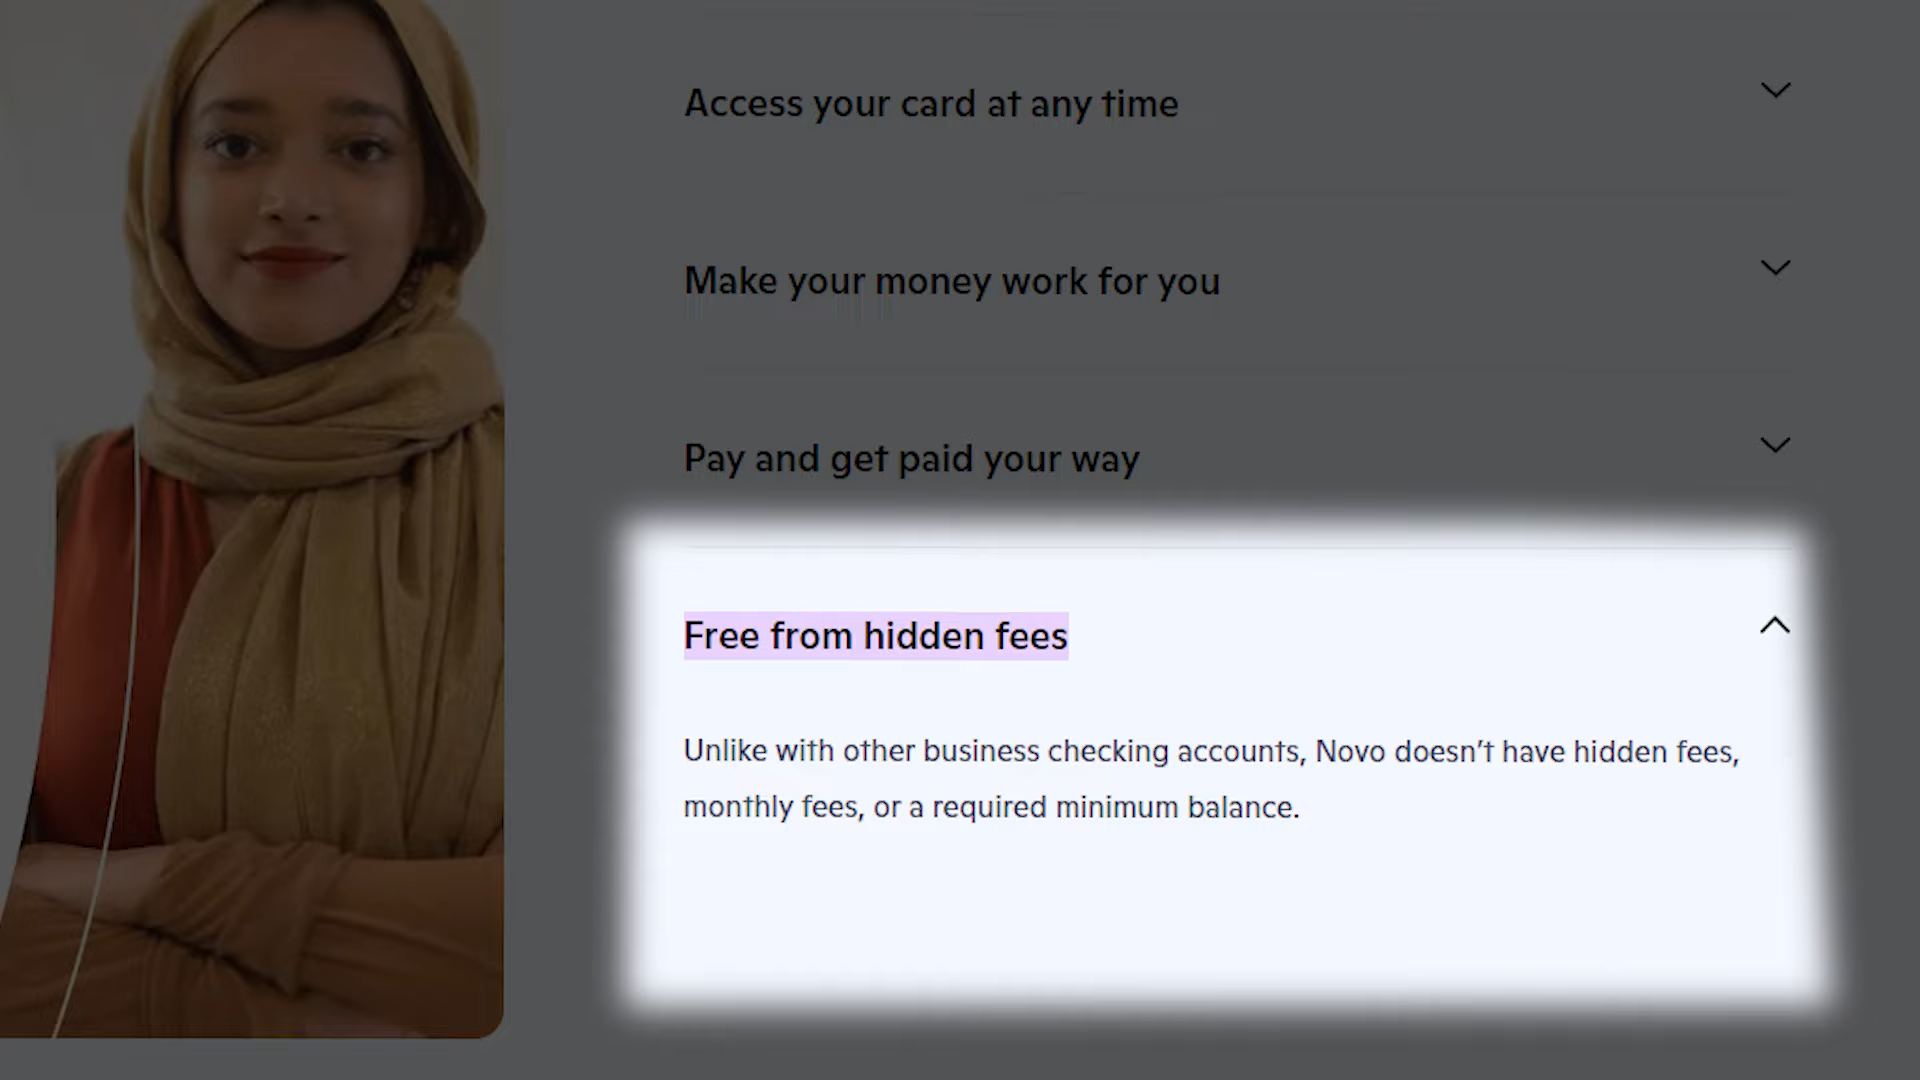 Access your card at any time
Make your money work for you
Pay and get paid your way
Free from hidden fees
Unlike with other business checking accounts, Novo doesn’t have hidden fees,
monthly fees, or a required minimum balance.